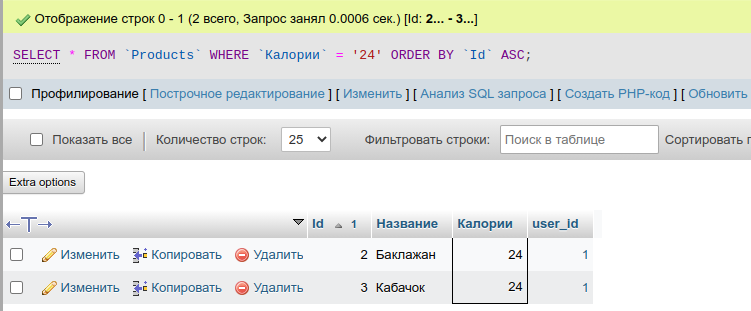 Отображение строк 0 - 1 (2 всего, Запрос занял 0.0006 сек.) [Id: 2... - 3...]
SELECT * FROM `Products` WHERE `Калории` = '24' ORDER BY `Id` ASC;
Профилирование [ Построчное редактирование ] [ Изменить ] [ Анализ SQL запроса ] [ Создать PHP-код ] [ Обновить
Показать все Количество строк: 25 Фильтровать строки: Поиск в таблице Сортировать
Extra options
Id 1 Название Калории user_id
Изменить Копировать Удалить 2 Баклажан 24 1
Изменить Копировать Удалить 3 Кабачок 24 1